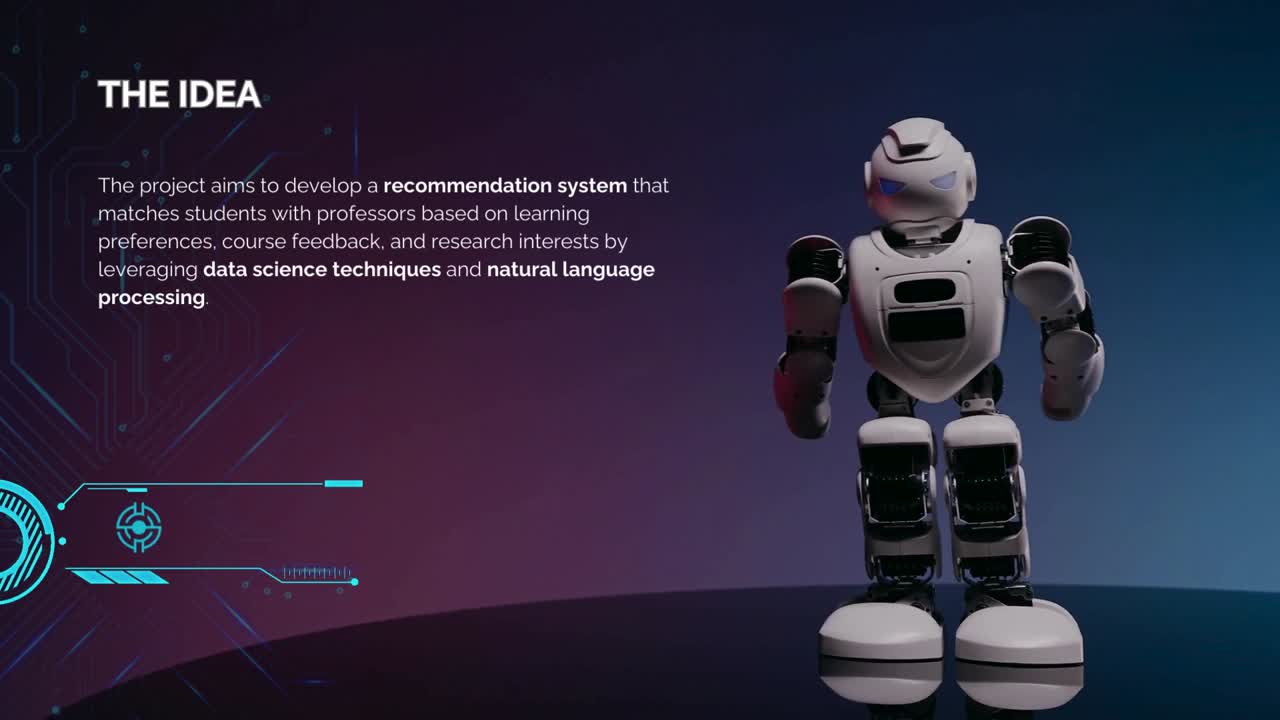 THE IDEA
The project aims to develop a recommendation system that
matches students with professors based on learning
preferences, course feedback, and research interests by
leveraging data science techniques and natural language
processing.